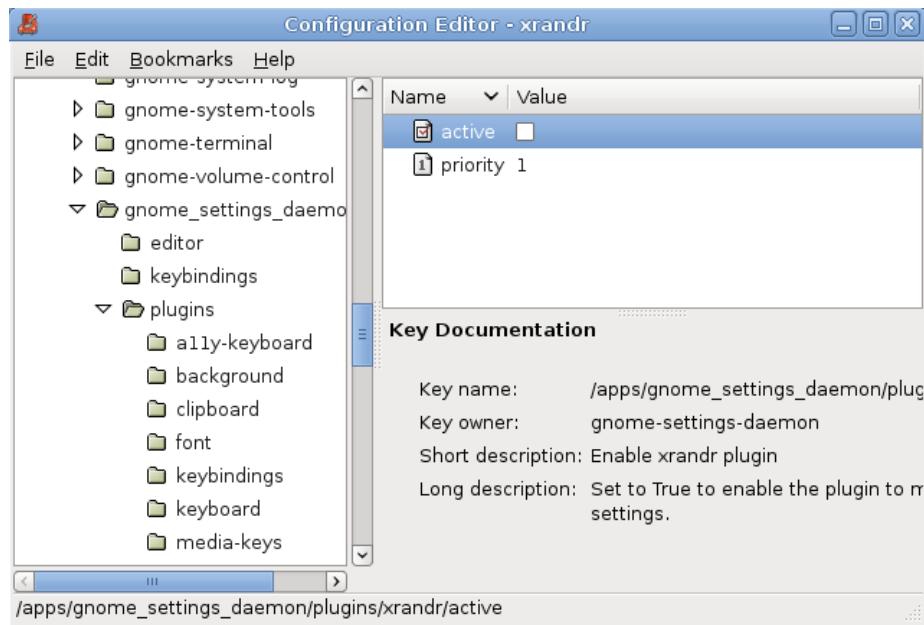 Configuration Editor - xrandr
File Edit Bookmarks Help
gnome-system-log
gnome-system-tools
gnome-terminal
gnome-volume-control
gnome_settings_daemo
editor
keybindings
plugins
a11y-keyboard
background
clipboard
font
keybindings
keyboard
media-keys
Name Value
active
priority 1
Key Documentation
Key name: /apps/gnome_settings_daemon/plug
Key owner: gnome-settings-daemon
Short description: Enable xrandr plugin
Long description: Set to True to enable the plugin to m
settings.
/apps/gnome_settings_daemon/plugins/xrandr/active